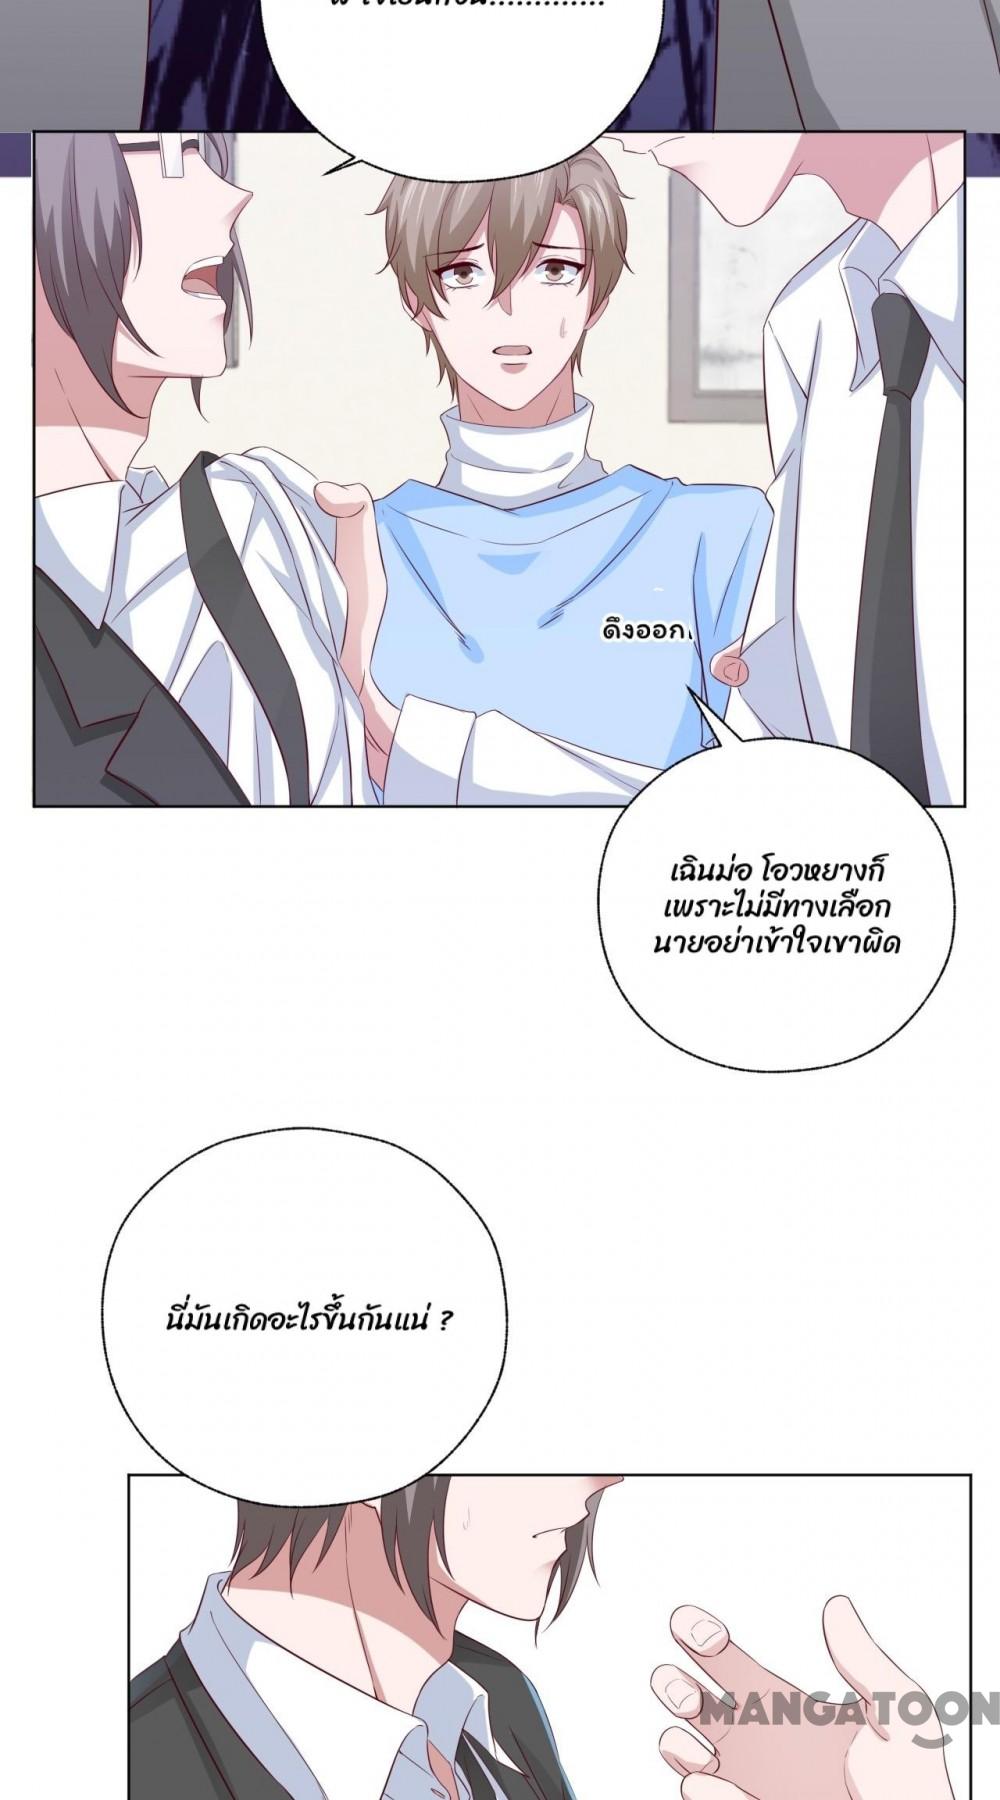 ดึงออก
เฉินม่อ โอวหยางก็
เพราะไม่มีทางเลือก
นายอย่าเข้าใจเขาผิด
นี่มันเกิดอะไรขึ้นกันแน่ ?
MANGATOON